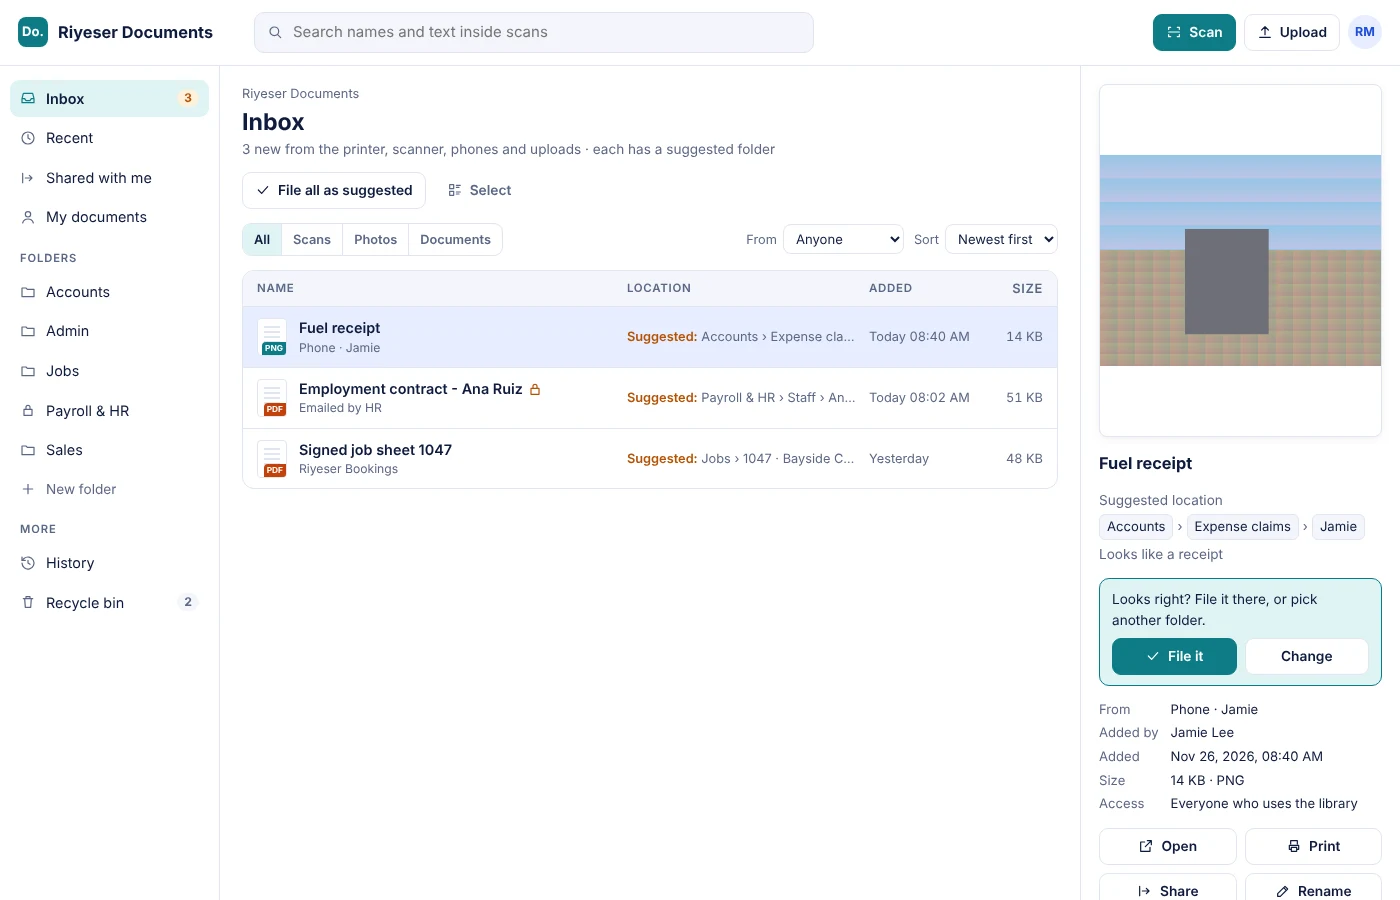 Do. Riyeser Documents
Search names and text inside scans
Scan
Upload
RM
Inbox 3
Recent
Shared with me
My documents
FOLDERS
Accounts
Admin
Jobs
Payroll & HR
Sales
New folder
MORE
History
Recycle bin 2
Riyeser Documents
Inbox
3 new from the printer, scanner, phones and uploads · each has a suggested folder
File all as suggested
Select
All Scans Photos Documents
From Anyone Sort Newest first
NAME LOCATION ADDED SIZE
PNG
Fuel receipt
Phone · Jamie
Suggested: Accounts › Expense cla... Today 08:40 AM 14 KB
PDF
Employment contract - Ana Ruiz
Emailed by HR
Suggested: Payroll & HR › Staff › An... Today 08:02 AM 51 KB
PDF
Signed job sheet 1047
Riyeser Bookings
Suggested: Jobs › 1047 · Bayside C... Yesterday 48 KB
Fuel receipt
Suggested location
Accounts › Expense claims › Jamie
Looks like a receipt
Looks right? File it there, or pick
another folder.
File it
Change
From Phone · Jamie
Added by Jamie Lee
Added Nov 26, 2026, 08:40 AM
Size 14 KB · PNG
Access Everyone who uses the library
Open
Print
Share
Rename